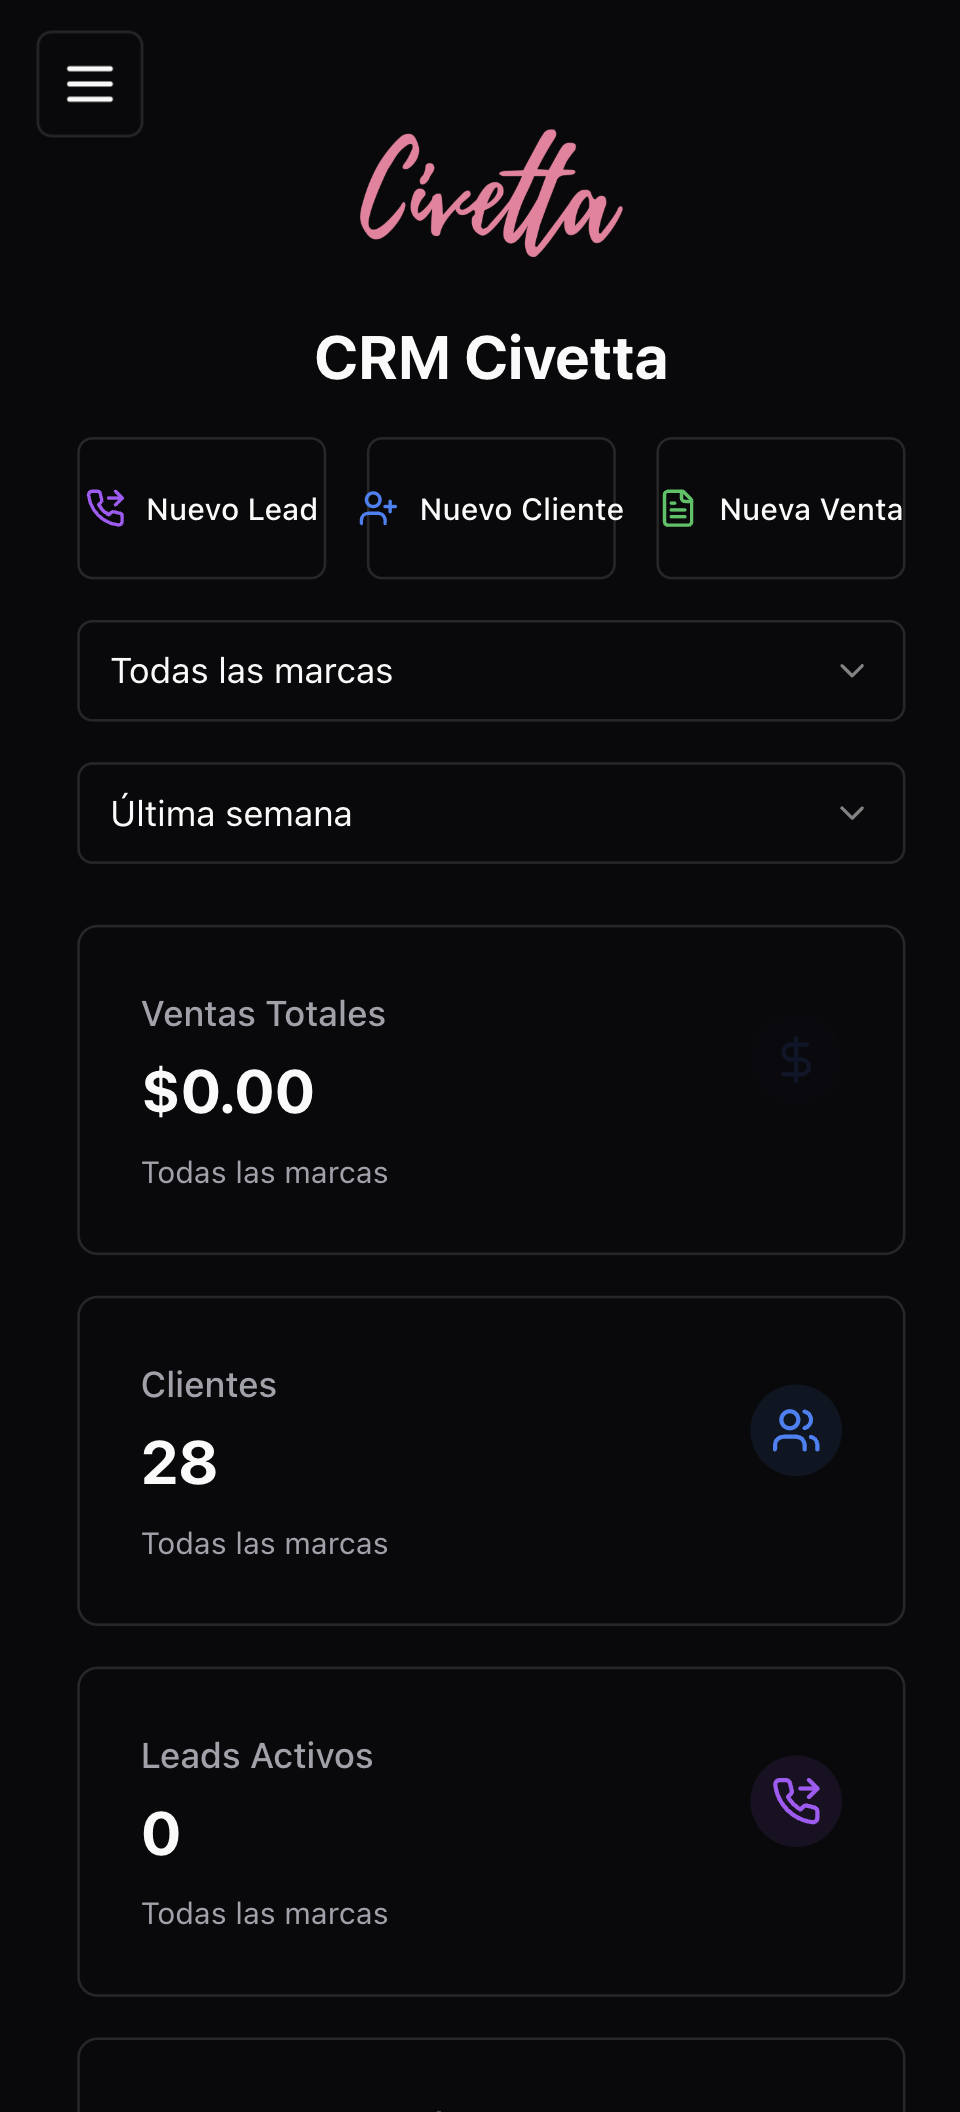 Civetta
CRM Civetta
Nuevo Lead
Nuevo Cliente
Nueva Venta
Todas las marcas
Última semana
Ventas Totales
$0.00
Todas las marcas
Clientes
28
Todas las marcas
Leads Activos
0
Todas las marcas